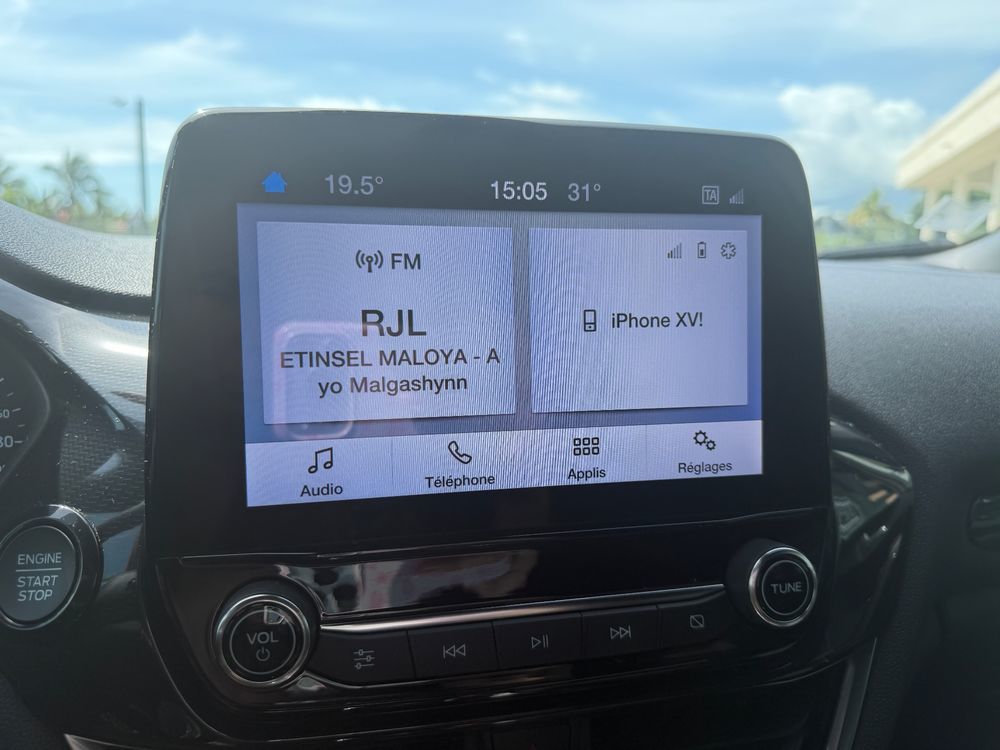 19.5° 15:05 31° TA
FM
RJL
ETINSEL MALOYA - A
yo Malgashynn
iPhone XV!
Audio Téléphone Applis Réglages
ENGINE
START
STOP
VOL
TUNE